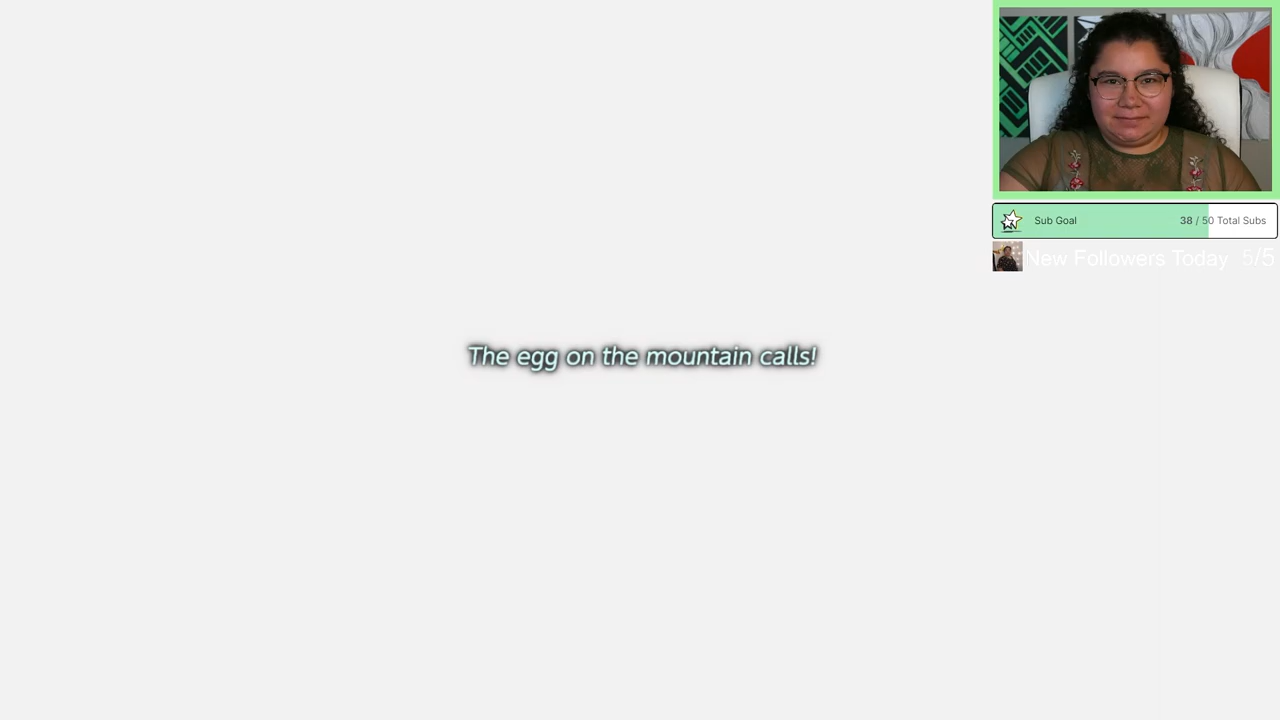 Sub Goal 38 / 50 Total Subs
New Followers Today 5/5
The egg on the mountain calls!